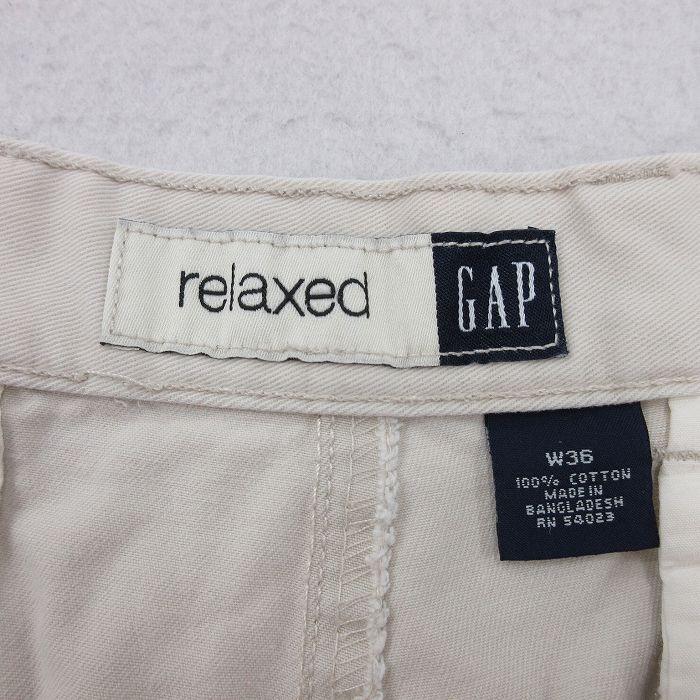 relaxed
GAP
W36
100% COTTON
MADE IN
BANGLADESH
RN 54023